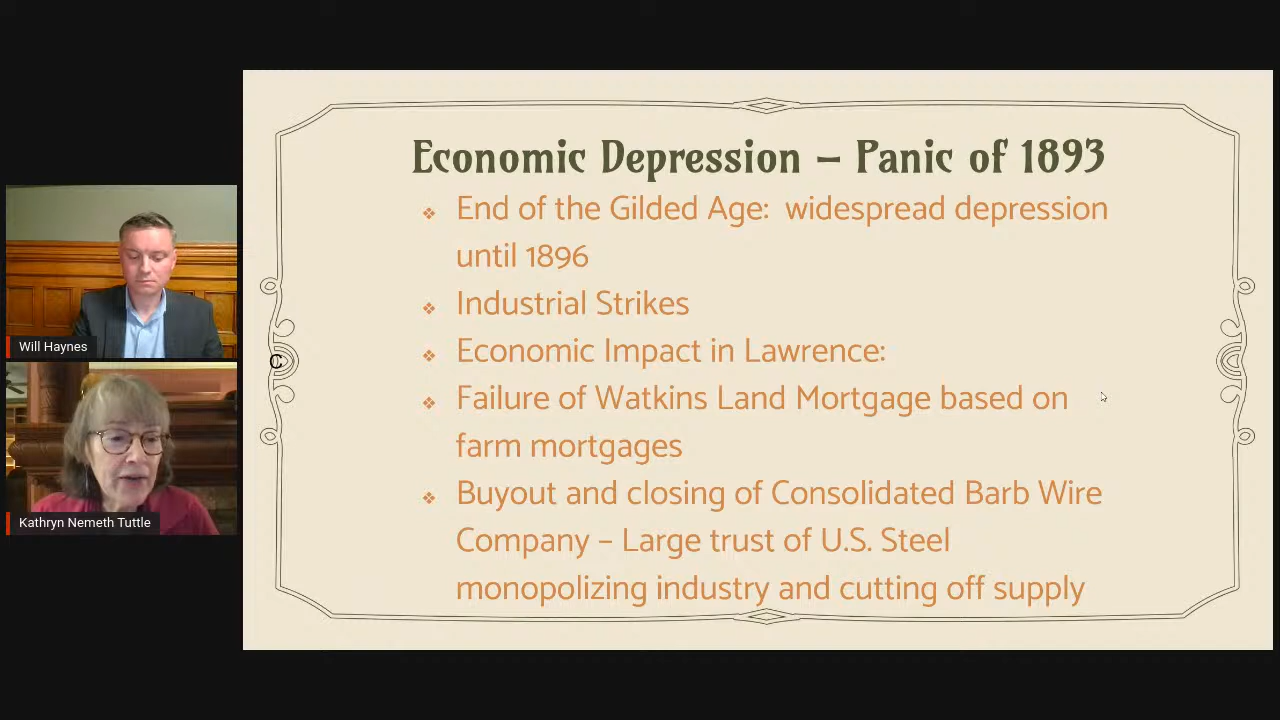 Economic Depression – Panic of 1893
❖ End of the Gilded Age: widespread depression
until 1896
❖ Industrial Strikes
❖ Economic Impact in Lawrence:
❖ Failure of Watkins Land Mortgage based on
farm mortgages
❖ Buyout and closing of Consolidated Barb Wire
Company – Large trust of U.S. Steel
monopolizing industry and cutting off supply
Will Haynes
Kathryn Nemeth Tuttle
C